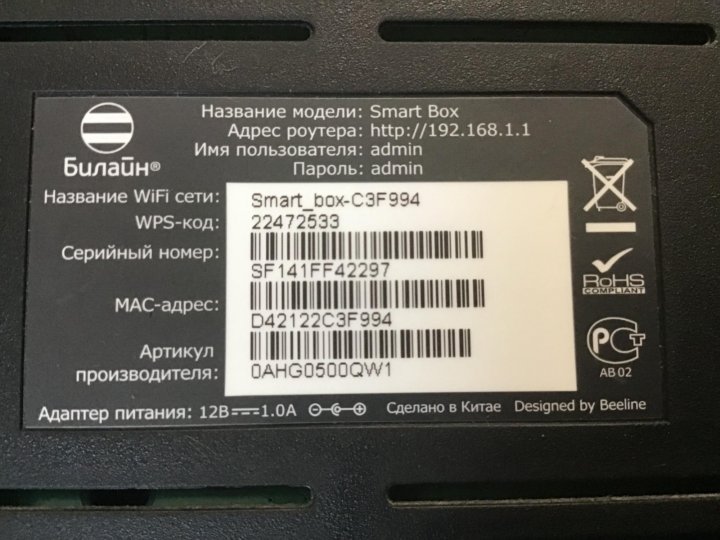 Название модели: Smart Box
Адрес роутера: http://192.168.1.1
Имя пользователя: admin
Пароль: admin
Билайн®
Название WiFi сети: Smart_box-C3F994
WPS-код: 22472533
Серийный номер:
SF141FF42297
MAC-адрес:
D42122C3F994
Артикул
производителя: 0AHG0500QW1
RoHS
COMPLIANT
РСТ
АВ 02
Адаптер питания: 12В 1.0А Сделано в Китае Designed by Beeline